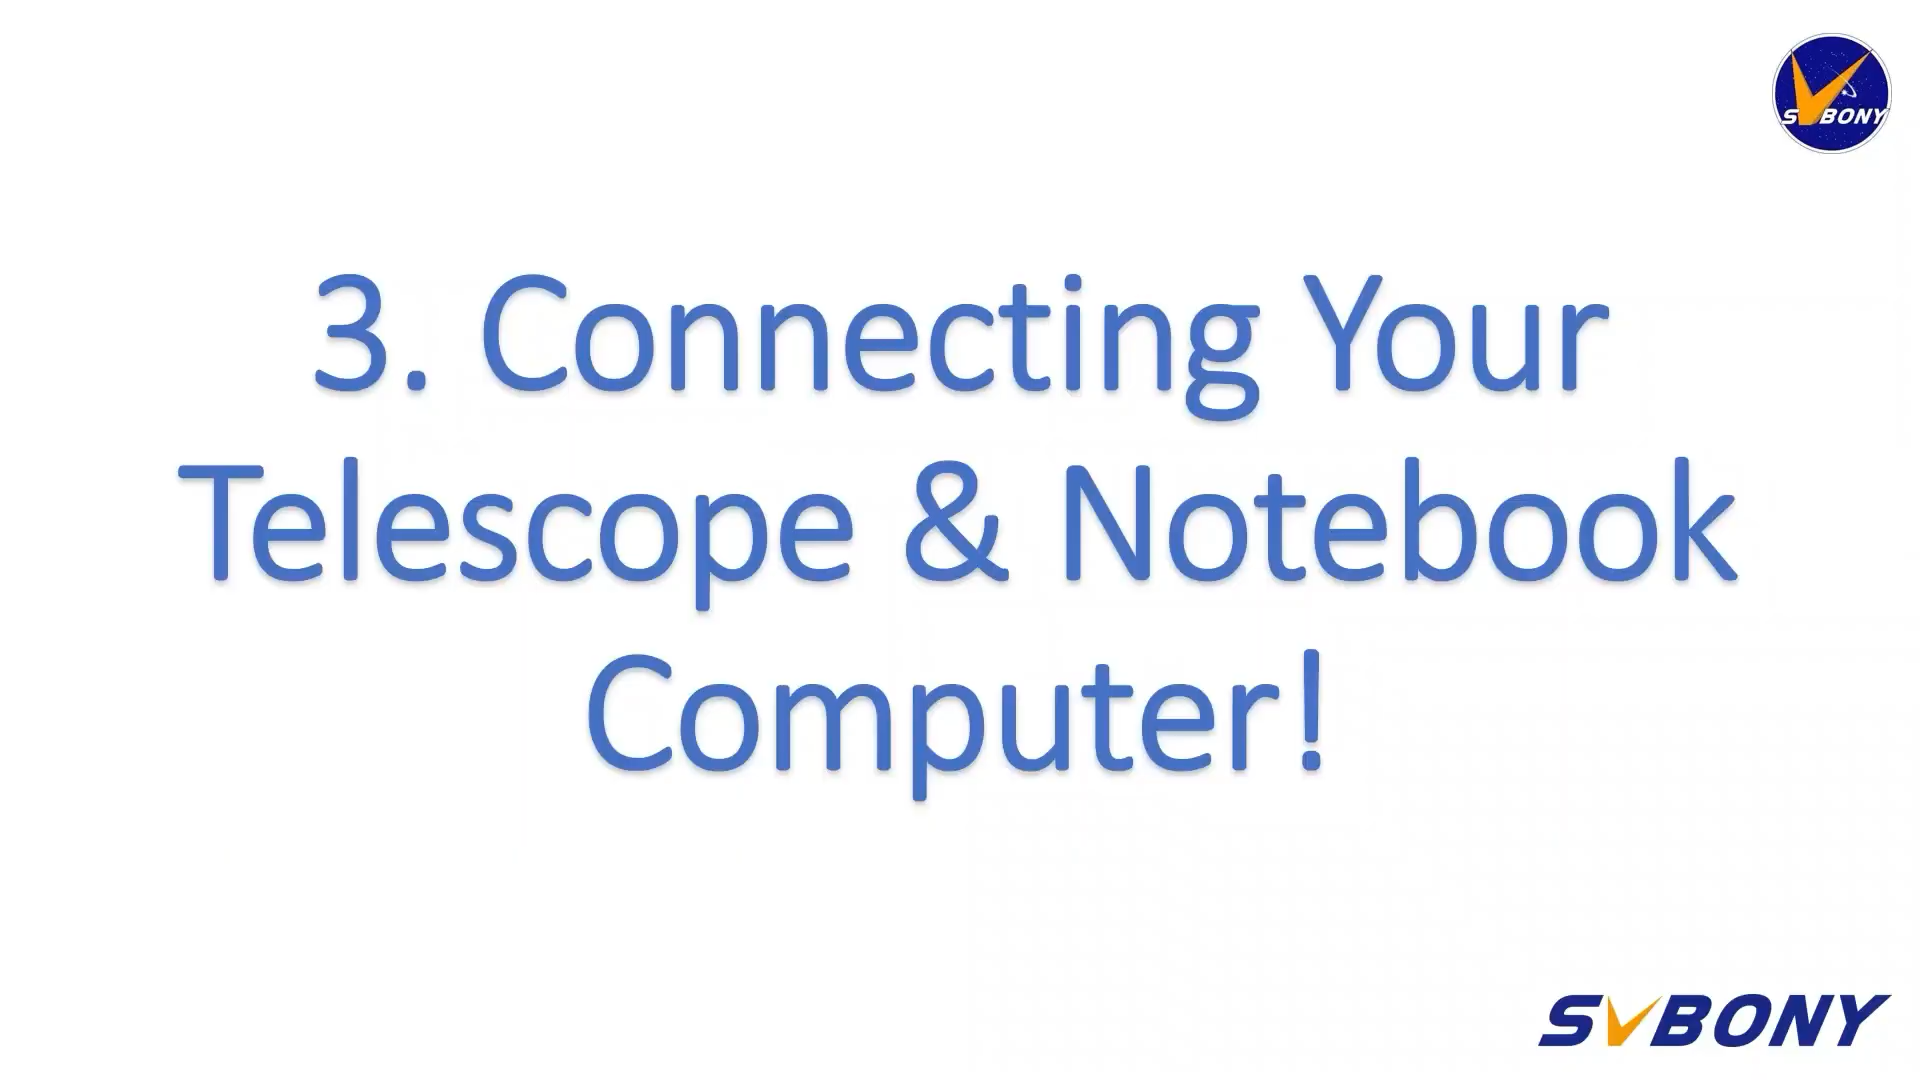 SVBONY
3. Connecting Your
Telescope & Notebook
Computer!
SVBONY